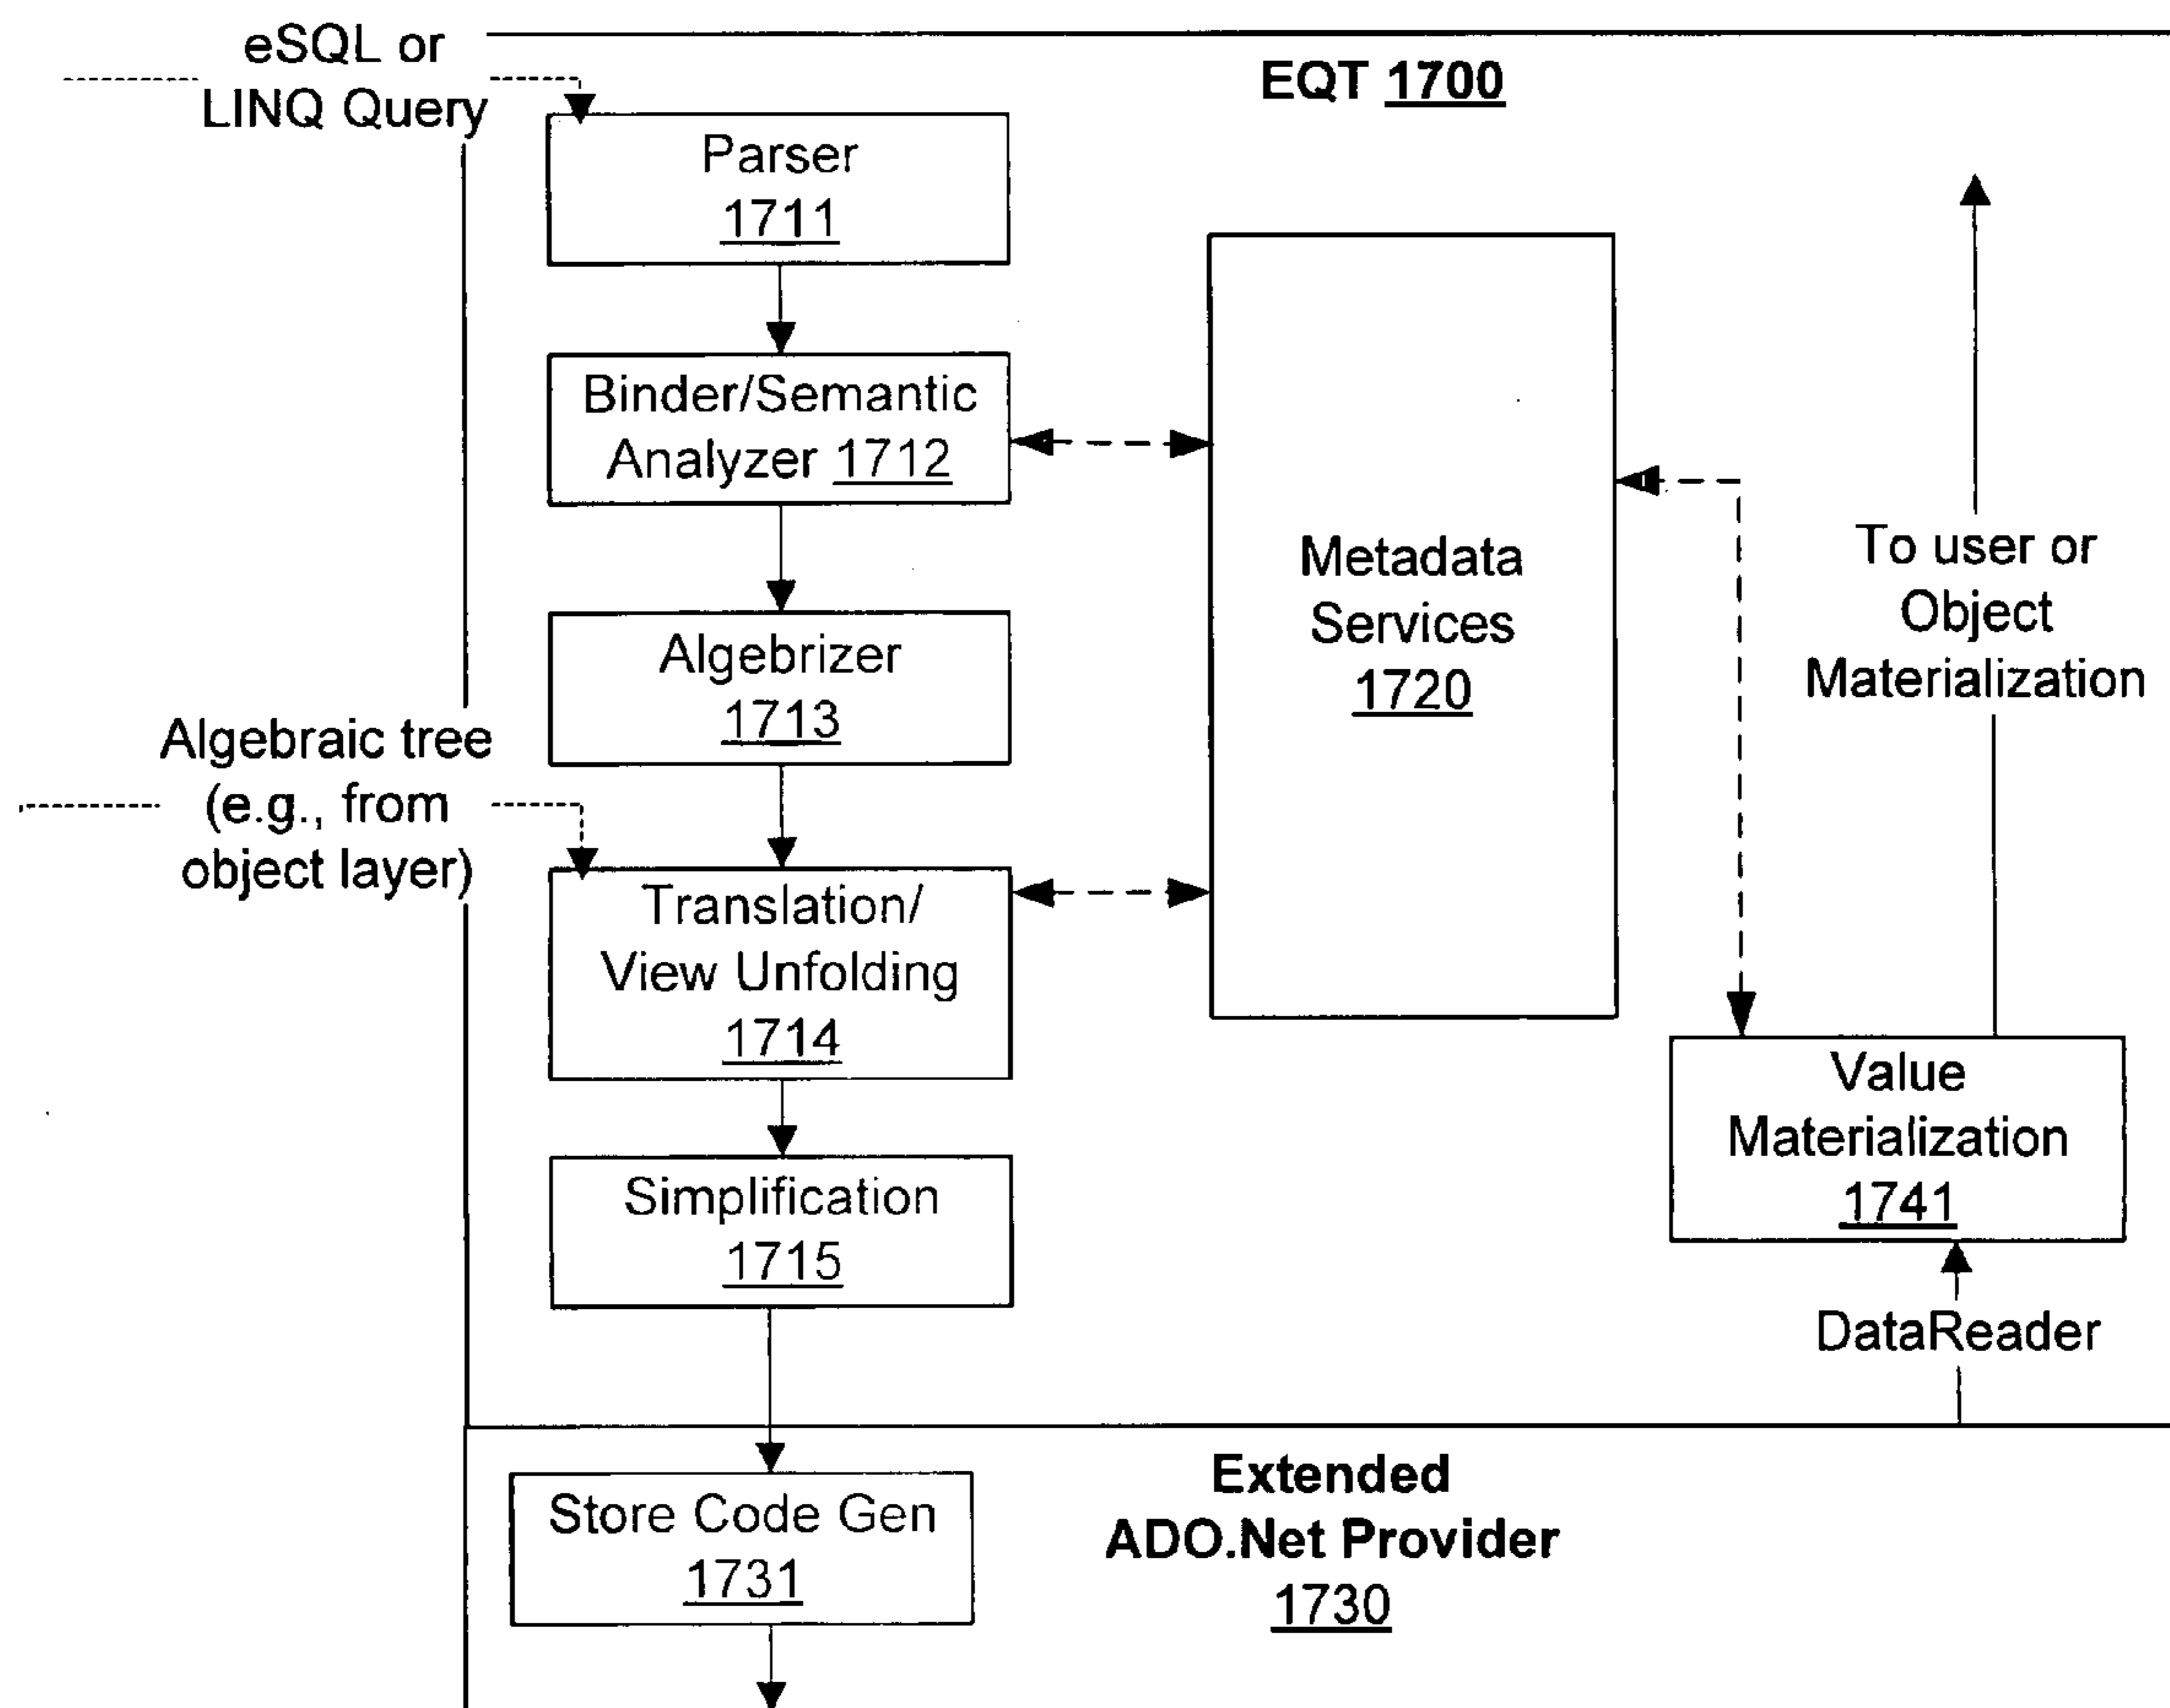 eSQL or
LINQ Query
EQT 1700
Parser
1711
Binder/Semantic
Analyzer 1712
Metadata
Services
1720
To user or
Object
Materialization
Algebrizer
1713
Algebraic tree
(e.g., from
object layer)
Translation/
View Unfolding
1714
Value
Materialization
1741
Simplification
1715
DataReader
Store Code Gen
1731
Extended
ADO.Net Provider
1730